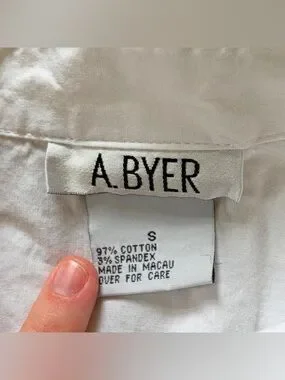 A.BYER
S
97% COTTON
3% SPANDEX
MADE IN MACAU
OVER FOR CARE